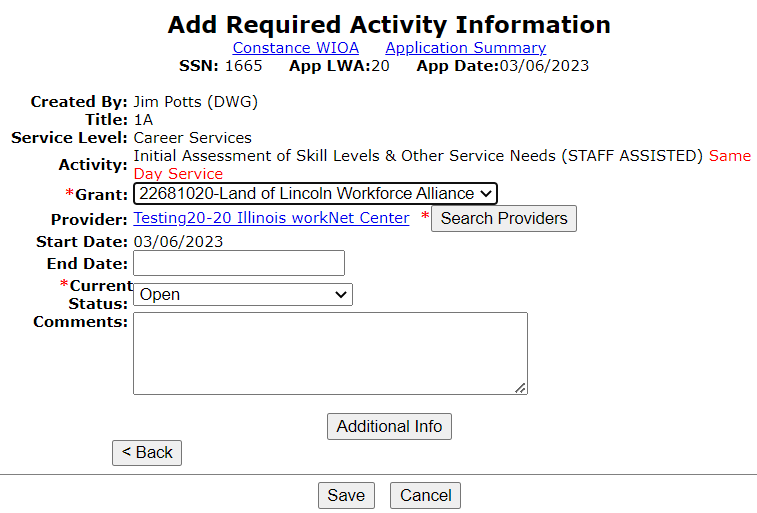 Add Required Activity Information
Constance WIOA Application Summary
SSN: 1665 App LWA:20 App Date:03/06/2023
Created By: Jim Potts (DWG)
Title: 1A
Service Level: Career Services
Activity: Initial Assessment of Skill Levels & Other Service Needs (STAFF ASSISTED) Same
Day Service
*Grant: 22681020-Land of Lincoln Workforce Alliance
Provider: Testing20-20 Illinois workNet Center * Search Providers
Start Date: 03/06/2023
End Date:
*Current
Status: Open
Comments:
Additional Info
< Back
Save Cancel